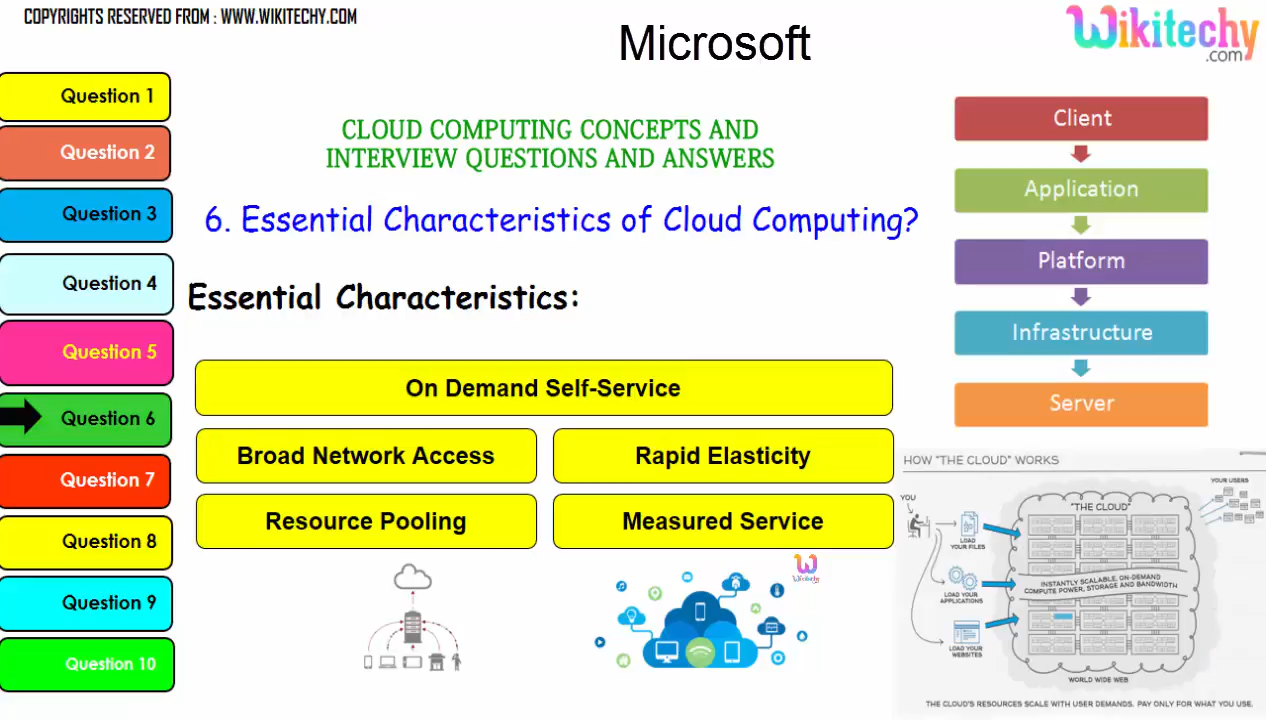 COPYRIGHTS RESERVED FROM : WWW.WIKITECHY.COM
Microsoft
Wikitechy
.com
Question 1
Question 2
Question 3
Question 4
Question 5
Question 6
Question 7
Question 8
Question 9
Question 10
CLOUD COMPUTING CONCEPTS AND
INTERVIEW QUESTIONS AND ANSWERS
6. Essential Characteristics of Cloud Computing?
Essential Characteristics:
On Demand Self-Service
Broad Network Access
Rapid Elasticity
Resource Pooling
Measured Service
Wikitechy
Client
Application
Platform
Infrastructure
Server
HOW "THE CLOUD" WORKS
YOUR USERS
YOU
"THE CLOUD"
LOAD
YOUR FILES
INSTANTLY SCALABLE, ON-DEMAND
COMPUTE POWER, STORAGE AND BANDWIDTH
LOAD YOUR
APPLICATIONS
LOAD YOUR
WEBSITES
WORLD WIDE WEB
THE CLOUD'S RESOURCES SCALE WITH USER DEMANDS. PAY ONLY FOR WHAT YOU USE.